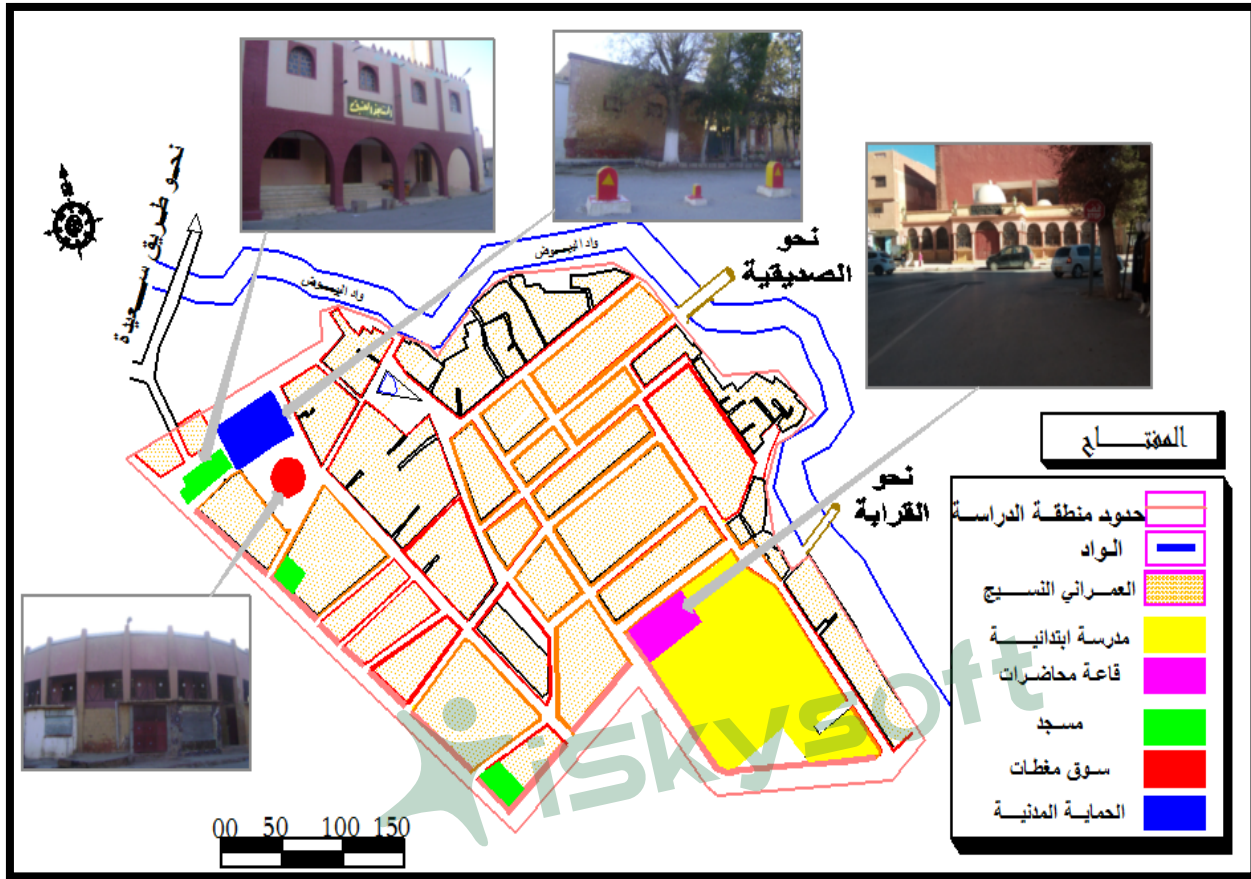 نحو طريق سعيدة
واد البيوض
واد البيوض
نحو
الصديقية
نحو
القرابة
المفتاح
حدود منطقة الدراسة
الواد
العمراني النسيج
مدرسة ابتدانية
قاعة محاضرات
مسجد
سوق مغطات
الحماية المدنية
00 50 100 150
iskysoft